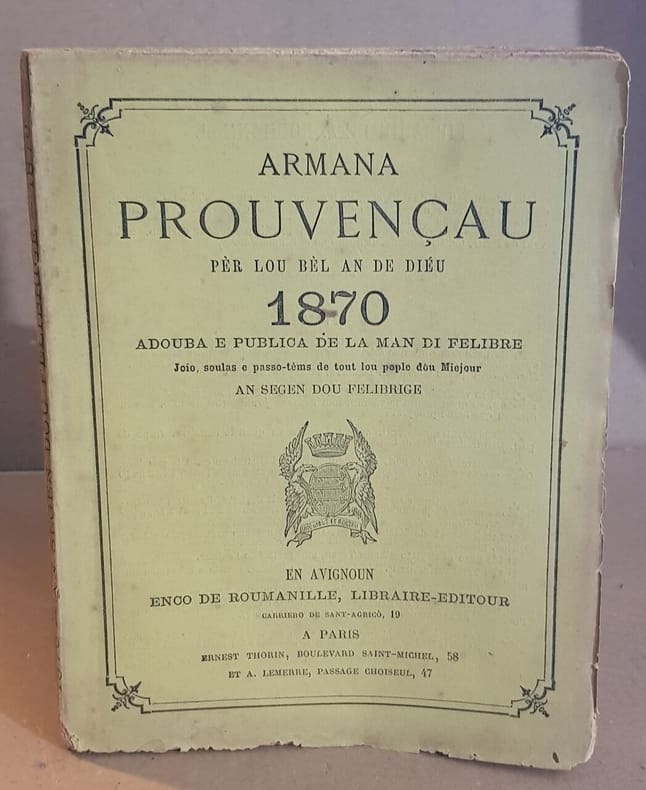 ARMANA
PROUVENÇAU
PÈR LOU BÈL AN DE DIÉU
1870
ADOUBA E PUBLICA DE LA MAN DI FELIBRE
Joio, soulas e passo-tèms de tout lou pople dóu Miejour
AN SEGEN DOU FELIBRIGE
EN AVIGNOUN
ENCO DE ROUMANILLE, LIBRAIRE-EDITOUR
CARRIERO DE SANT-AGRICÒ, 19
A PARIS
ERNEST THORIN, BOULEVARD SAINT-MICHEL, 58
ET A. LEMERRE, PASSAGE CHOISEUL, 47